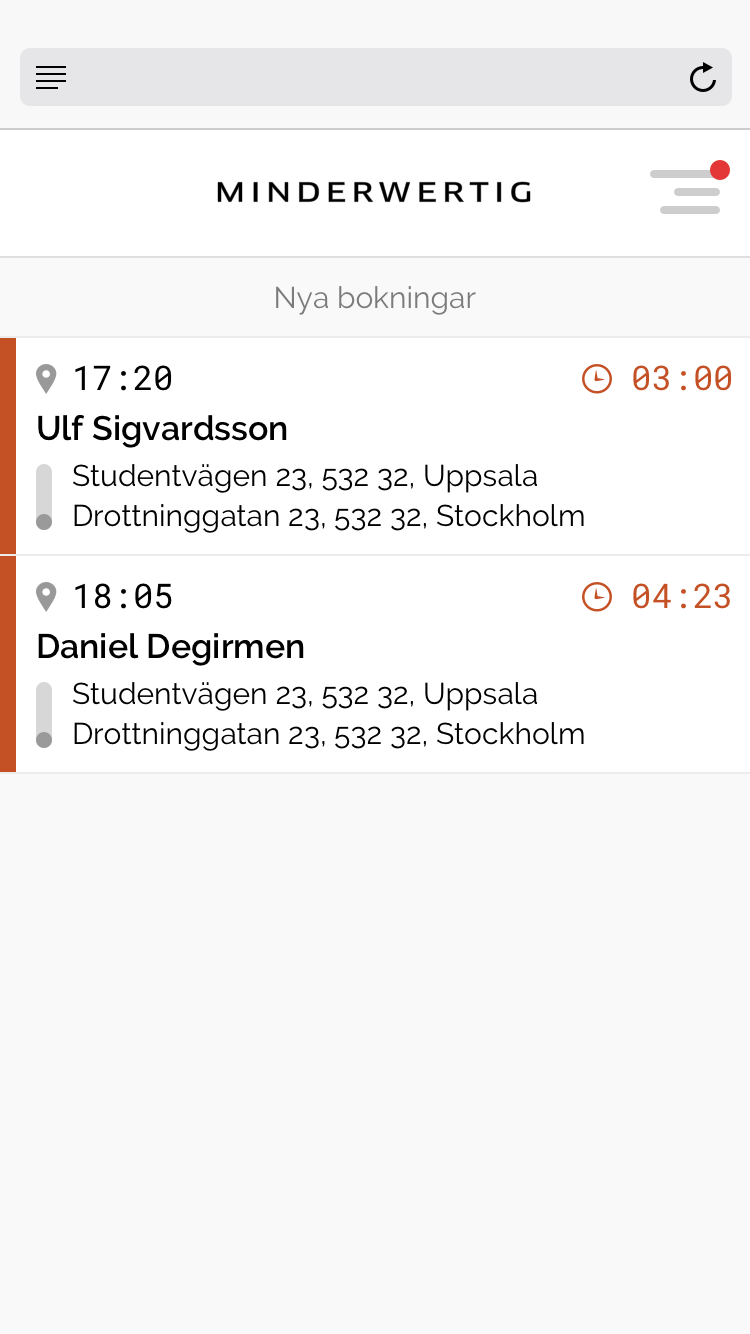 MINDERWERTIG
Nya bokningar
17:20 03:00
Ulf Sigvardsson
Studentvägen 23, 532 32, Uppsala
Drottninggatan 23, 532 32, Stockholm
18:05 04:23
Daniel Degirmen
Studentvägen 23, 532 32, Uppsala
Drottninggatan 23, 532 32, Stockholm